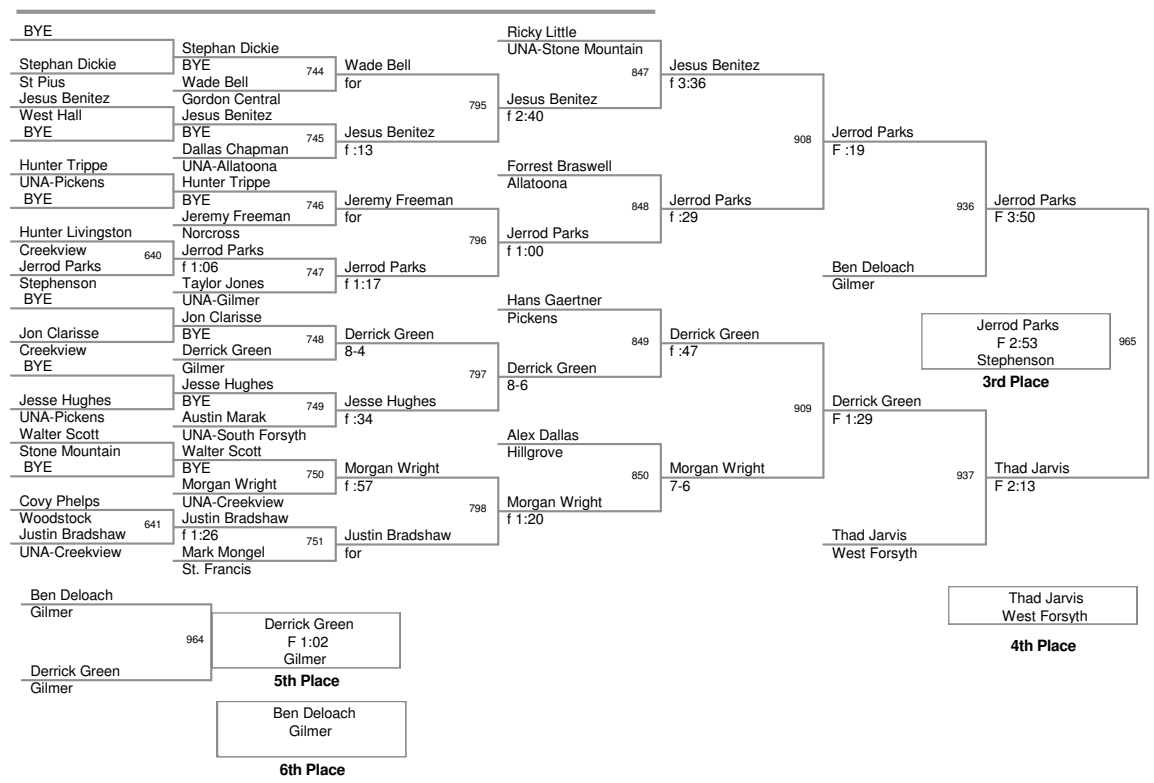 BYE
Stephan Dickie
St Pius
Jesus Benitez
West Hall
BYE
Hunter Trippe
UNA-Pickens
BYE
Hunter Livingston
Creekview
640
Jerrod Parks
Stephenson
BYE
Jon Clarisse
Creekview
BYE
Jesse Hughes
UNA-Pickens
Walter Scott
Stone Mountain
BYE
Covy Phelps
Woodstock
641
Justin Bradshaw
UNA-Creekview
Stephan Dickie
BYE
744
Wade Bell
Gordon Central
Jesus Benitez
BYE
745
Dallas Chapman
UNA-Allatoona
Hunter Trippe
BYE
746
Jeremy Freeman
Norcross
Jerrod Parks
f 1:06
747
Taylor Jones
UNA-Gilmer
Jon Clarisse
BYE
748
Derrick Green
Gilmer
Jesse Hughes
BYE
749
Austin Marak
UNA-South Forsyth
Walter Scott
BYE
750
Morgan Wright
UNA-Creekview
Justin Bradshaw
f 1:26
751
Mark Mongel
St. Francis
Wade Bell
for
795
Jesus Benitez
f :13
Jeremy Freeman
for
796
Jerrod Parks
f 1:17
Derrick Green
8-4
797
Jesse Hughes
f :34
Morgan Wright
f :57
798
Justin Bradshaw
for
Ricky Little
UNA-Stone Mountain
847
Jesus Benitez
f 2:40
Forrest Braswell
Allatoona
848
Jerrod Parks
f 1:00
Hans Gaertner
Pickens
849
Derrick Green
8-6
Alex Dallas
Hillgrove
850
Morgan Wright
f 1:20
Jesus Benitez
f 3:36
908
Jerrod Parks
f :29
Derrick Green
f :47
909
Morgan Wright
7-6
Jerrod Parks
F :19
936
Ben Deloach
Gilmer
Derrick Green
F 1:29
937
Thad Jarvis
West Forsyth
Jerrod Parks
F 3:50
Jerrod Parks
F 2:53
Stephenson
965
3rd Place
Thad Jarvis
F 2:13
Thad Jarvis
West Forsyth
4th Place
Ben Deloach
Gilmer
964
Derrick Green
Gilmer
Derrick Green
F 1:02
Gilmer
5th Place
Ben Deloach
Gilmer
6th Place